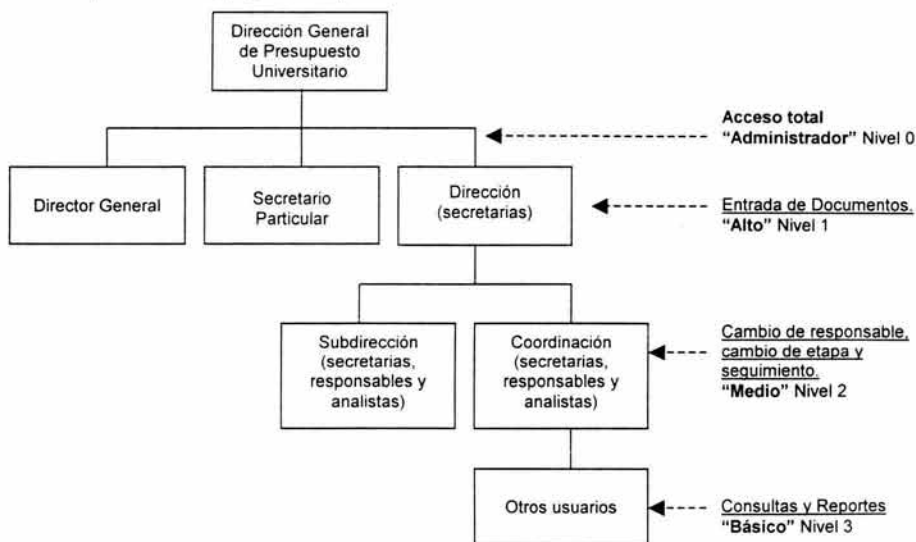 Dirección General
de Presupuesto
Universitario
Acceso total
“Administrador” Nivel 0
Director General
Secretario
Particular
Dirección
(secretarias)
Entrada de Documentos.
“Alto” Nivel 1
Subdirección
(secretarias,
responsables y
analistas)
Coordinación
(secretarias,
responsables y
analistas)
Cambio de responsable,
cambio de etapa y
seguimiento.
“Medio” Nivel 2
Otros usuarios
Consultas y Reportes
“Básico” Nivel 3